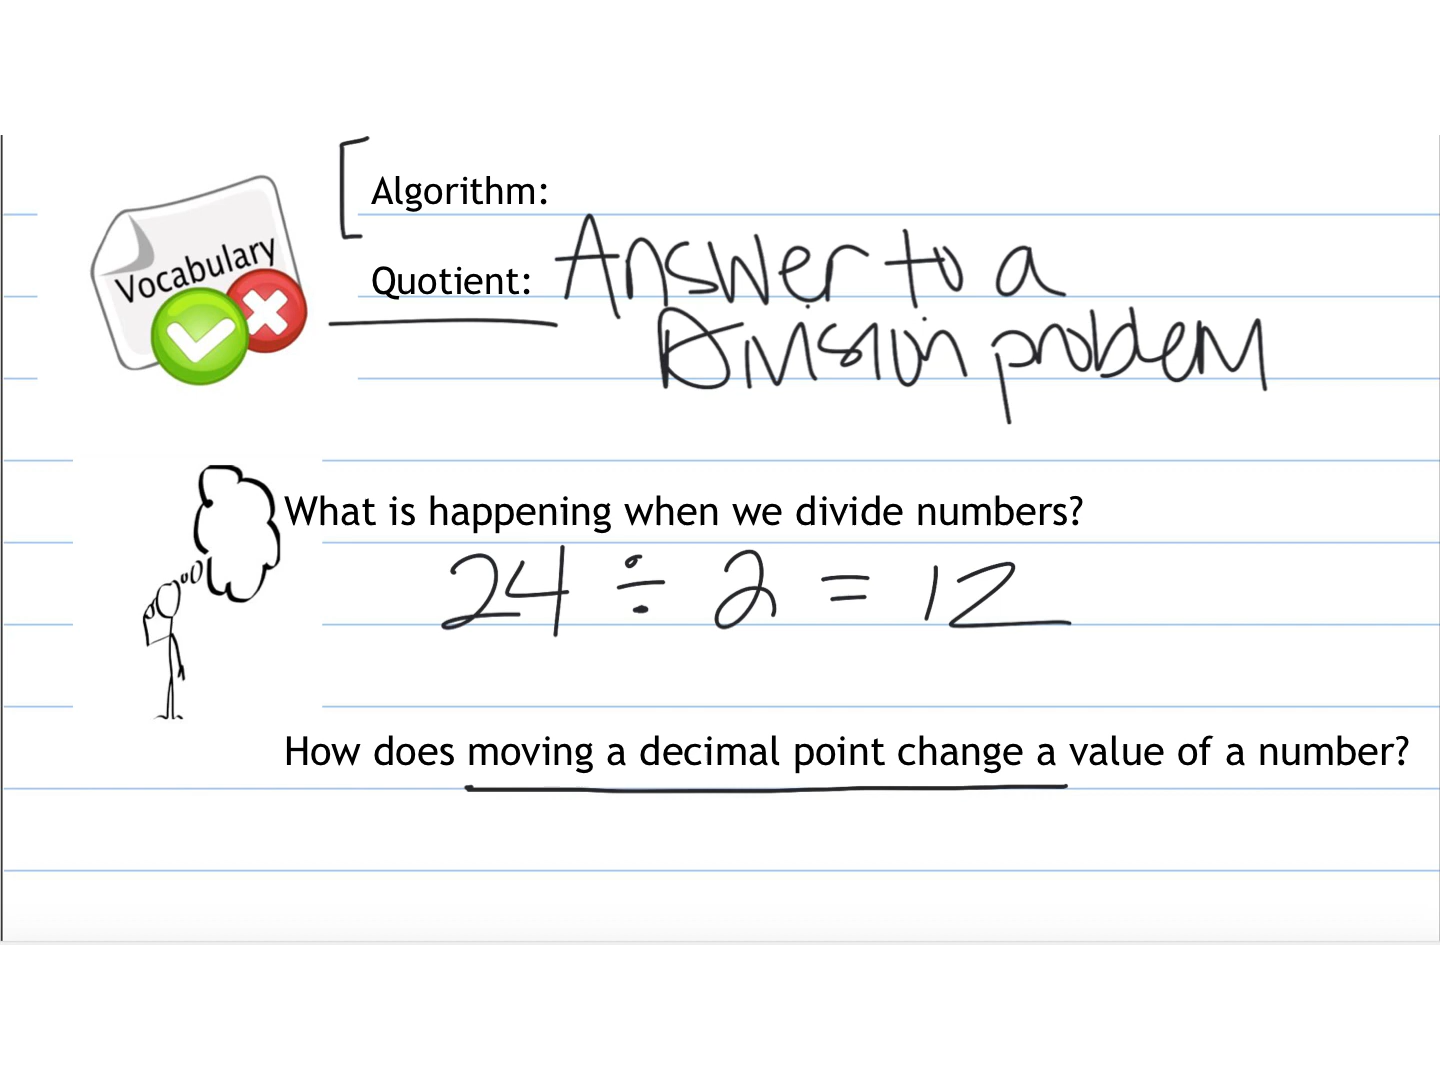 Algorithm:
Vocabulary
Quotient: Answer to a
Division problem
What is happening when we divide numbers?
24 ÷ 2 = 12
How does moving a decimal point change a value of a number?